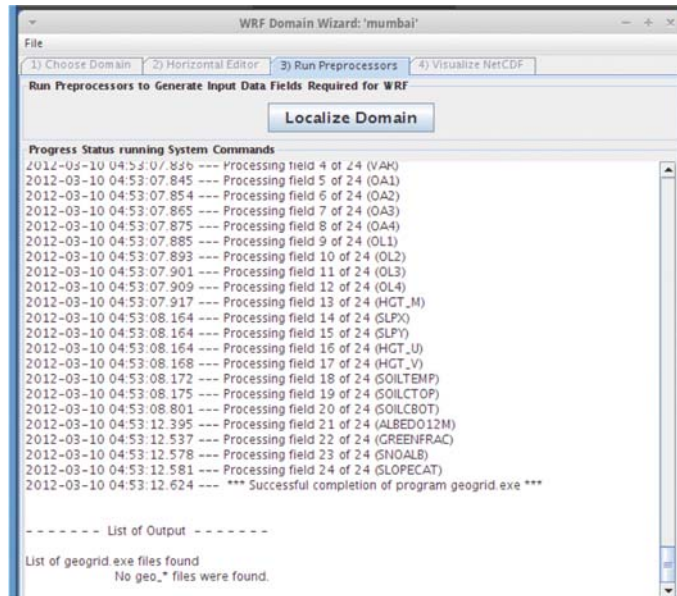 WRF Domain Wizard: 'mumbai'
File
1) Choose Domain 2) Horizontal Editor 3) Run Preprocessors 4) Visualize NetCDF
Run Preprocessors to Generate Input Data Fields Required for WRF
Localize Domain
Progress Status running System Commands
2012-03-10 04:53:07.836 --- Processing field 4 of 24 (VAR)
2012-03-10 04:53:07.845 --- Processing field 5 of 24 (OA1)
2012-03-10 04:53:07.854 --- Processing field 6 of 24 (OA2)
2012-03-10 04:53:07.865 --- Processing field 7 of 24 (OA3)
2012-03-10 04:53:07.875 --- Processing field 8 of 24 (OA4)
2012-03-10 04:53:07.885 --- Processing field 9 of 24 (OL1)
2012-03-10 04:53:07.893 --- Processing field 10 of 24 (OL2)
2012-03-10 04:53:07.901 --- Processing field 11 of 24 (OL3)
2012-03-10 04:53:07.909 --- Processing field 12 of 24 (OL4)
2012-03-10 04:53:07.917 --- Processing field 13 of 24 (HGT_M)
2012-03-10 04:53:08.164 --- Processing field 14 of 24 (SLPX)
2012-03-10 04:53:08.164 --- Processing field 15 of 24 (SLPY)
2012-03-10 04:53:08.164 --- Processing field 16 of 24 (HGT_U)
2012-03-10 04:53:08.168 --- Processing field 17 of 24 (HGT_V)
2012-03-10 04:53:08.172 --- Processing field 18 of 24 (SOILTEMP)
2012-03-10 04:53:08.175 --- Processing field 19 of 24 (SOILCTOP)
2012-03-10 04:53:08.801 --- Processing field 20 of 24 (SOILCBOT)
2012-03-10 04:53:12.395 --- Processing field 21 of 24 (ALBEDO12M)
2012-03-10 04:53:12.537 --- Processing field 22 of 24 (GREENFRAC)
2012-03-10 04:53:12.578 --- Processing field 23 of 24 (SNOALB)
2012-03-10 04:53:12.581 --- Processing field 24 of 24 (SLOPECAT)
2012-03-10 04:53:12.624 --- *** Successful completion of program geogrid.exe ***
- - - - - - - List of Output - - - - - - -
List of geogrid.exe files found
No geo_* files were found.